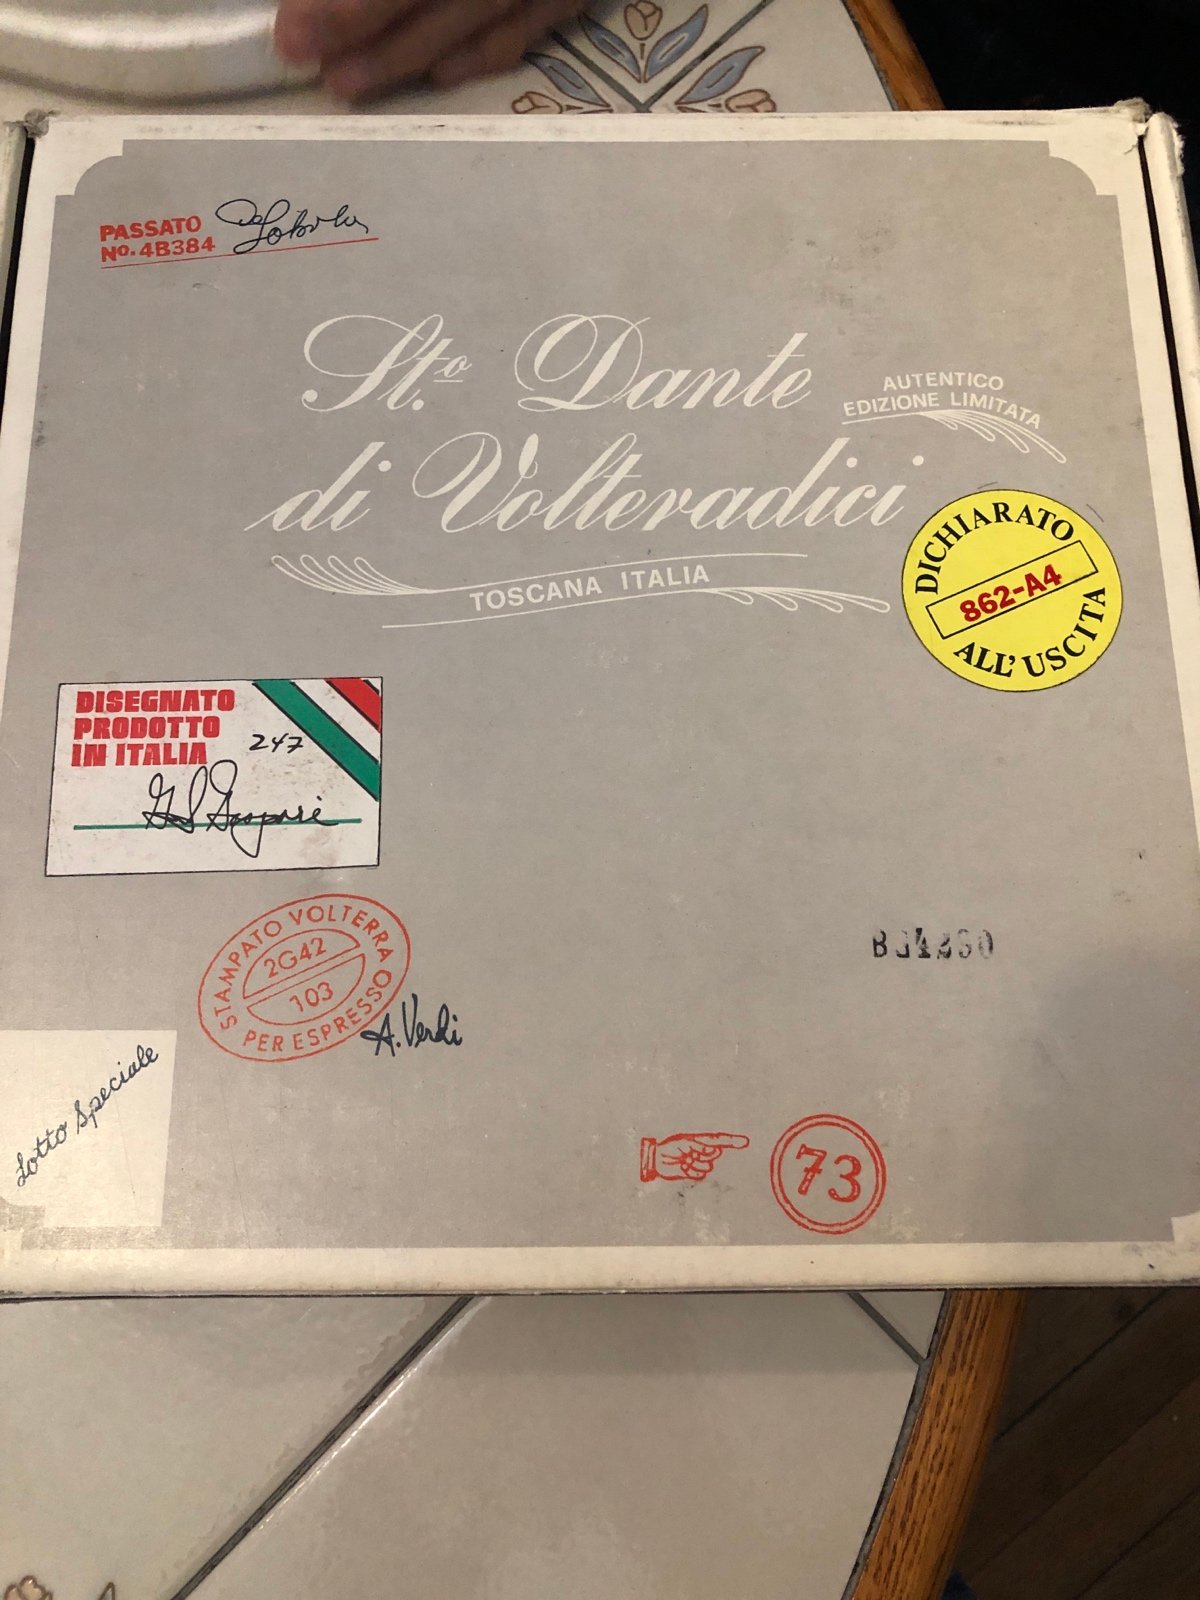 PASSATO
No. 4B384
St.o Dante
di Volteradici
AUTENTICO
EDIZIONE LIMITATA
TOSCANA ITALIA
DICHIARATO
862-A4
ALL' USCITA
DISEGNATO
PRODOTTO
IN ITALIA
247
STAMPATO VOLTERRA
2G42
103
PER ESPRESSO
A. Verdi
Lotto Speciale
73